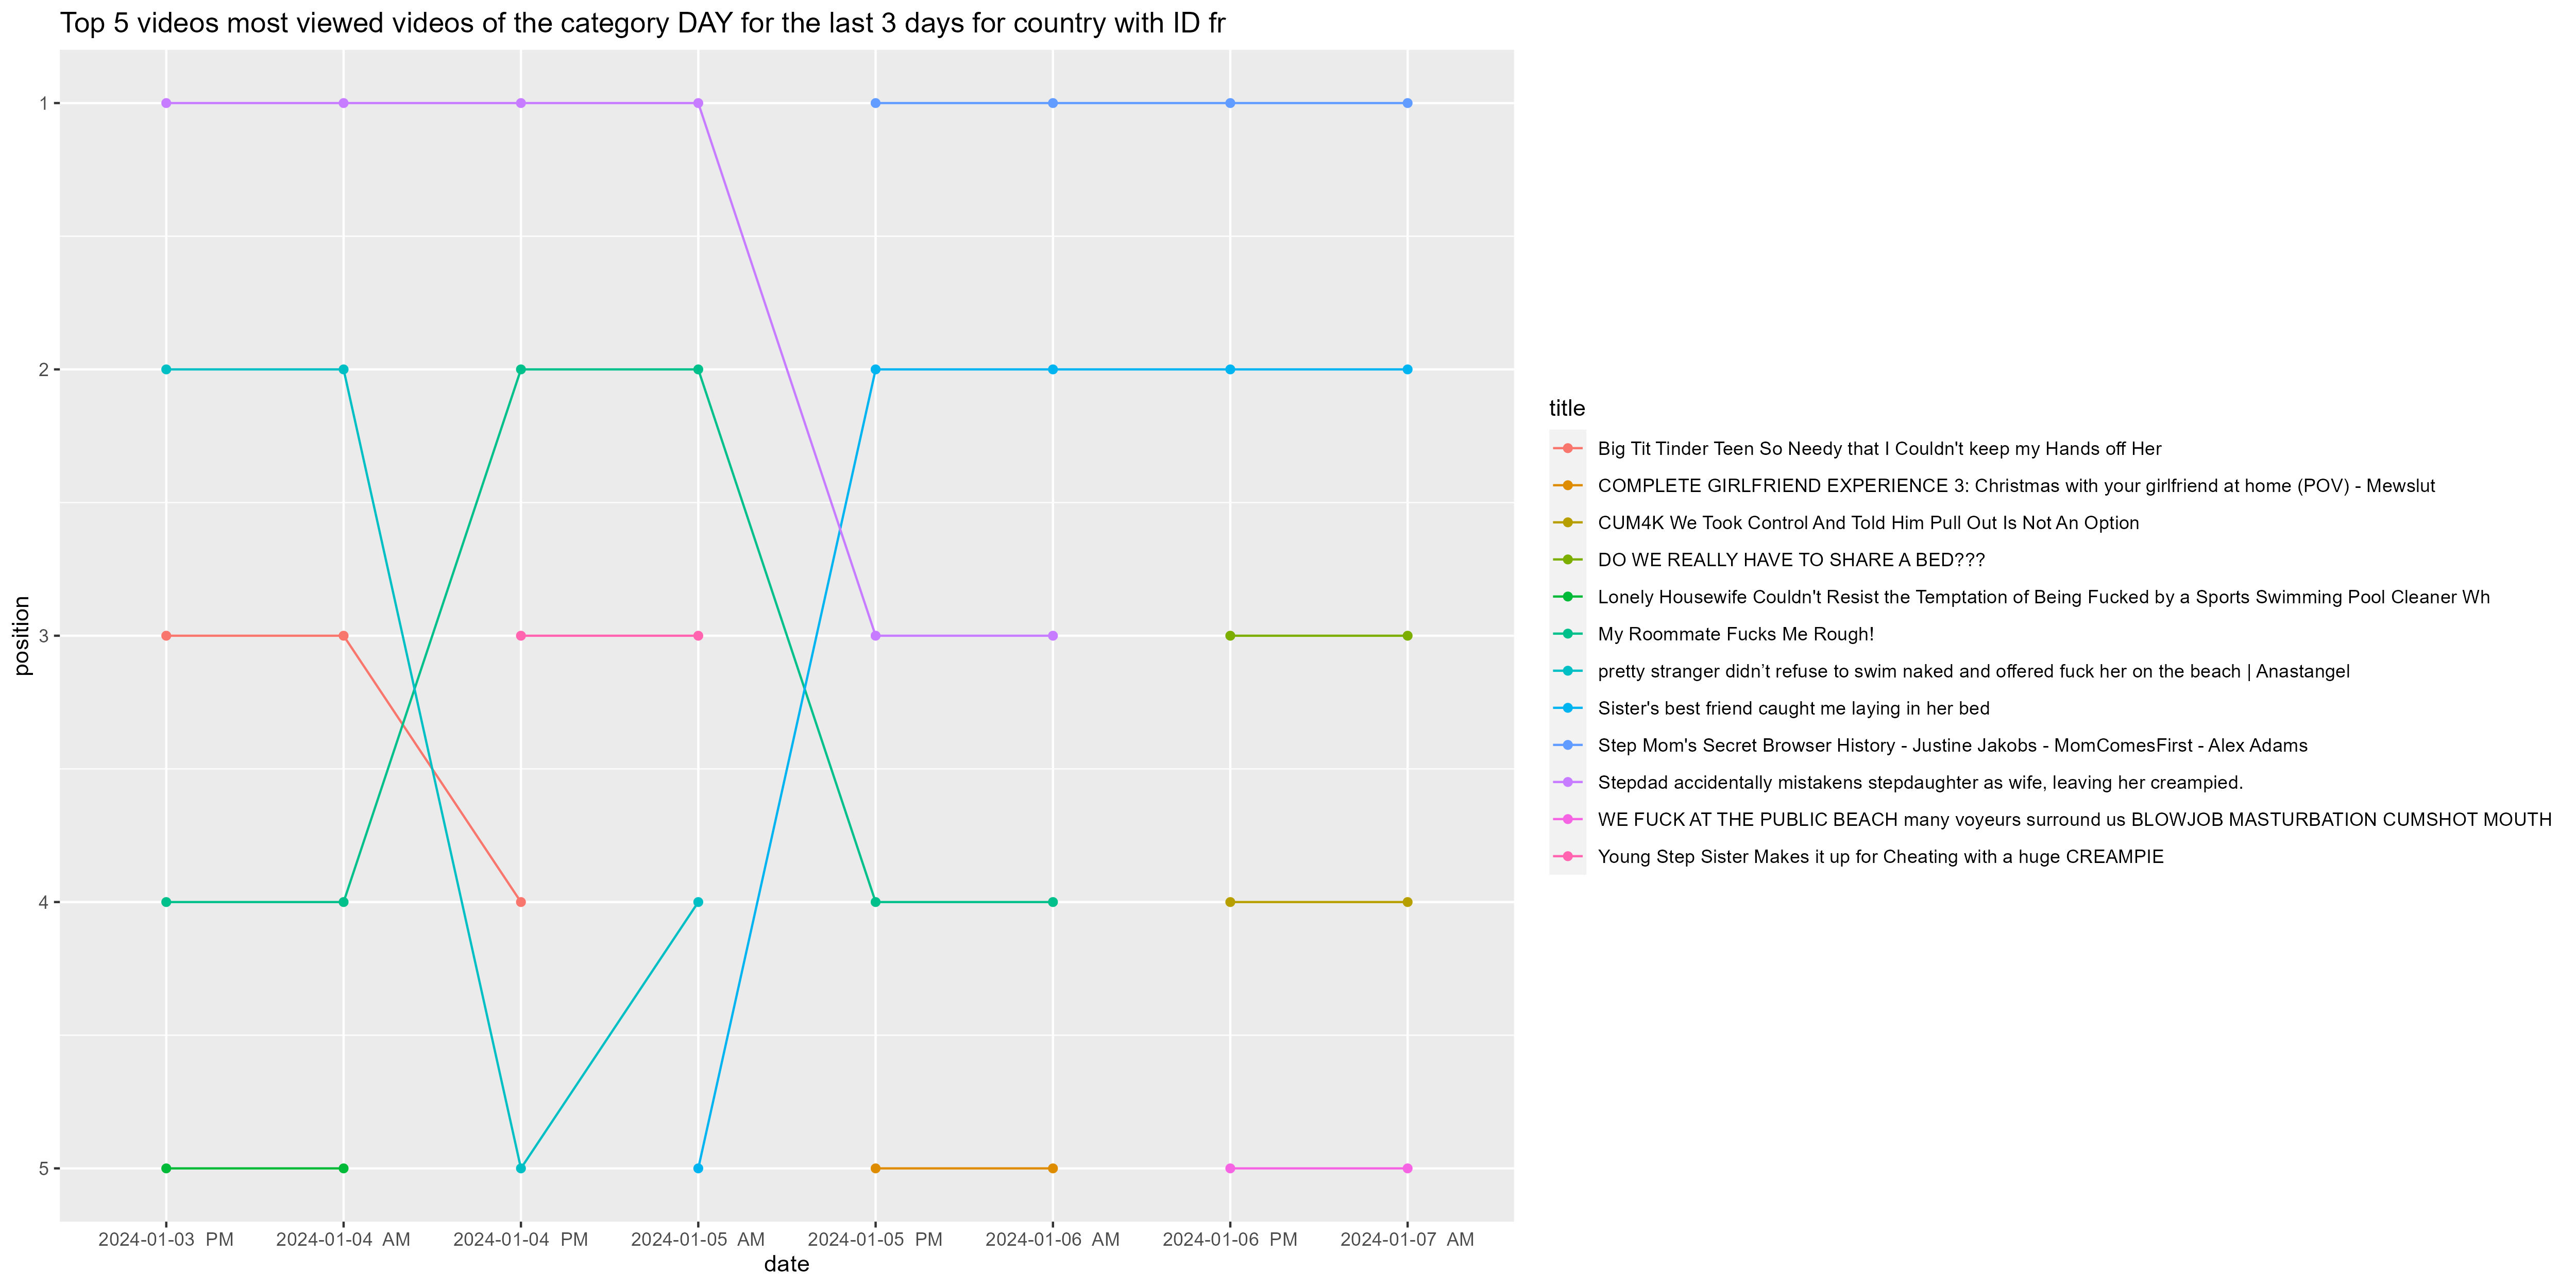 Top 5 videos most viewed videos of the category DAY for the last 3 days for country with ID fr
position
1
2
3
4
5
2024-01-03 PM
2024-01-04 AM
2024-01-04 PM
2024-01-05 AM
2024-01-05 PM
2024-01-06 AM
2024-01-06 PM
2024-01-07 AM
date
title
Big Tit Tinder Teen So Needy that I Couldn't keep my Hands off Her
COMPLETE GIRLFRIEND EXPERIENCE 3: Christmas with your girlfriend at home (POV) - Mewslut
CUM4K We Took Control And Told Him Pull Out Is Not An Option
DO WE REALLY HAVE TO SHARE A BED???
Lonely Housewife Couldn't Resist the Temptation of Being Fucked by a Sports Swimming Pool Cleaner Wh
My Roommate Fucks Me Rough!
pretty stranger didn’t refuse to swim naked and offered fuck her on the beach | Anastangel
Sister's best friend caught me laying in her bed
Step Mom's Secret Browser History - Justine Jakobs - MomComesFirst - Alex Adams
Stepdad accidentally mistakens stepdaughter as wife, leaving her creampied.
WE FUCK AT THE PUBLIC BEACH many voyeurs surround us BLOWJOB MASTURBATION CUMSHOT MOUTH
Young Step Sister Makes it up for Cheating with a huge CREAMPIE